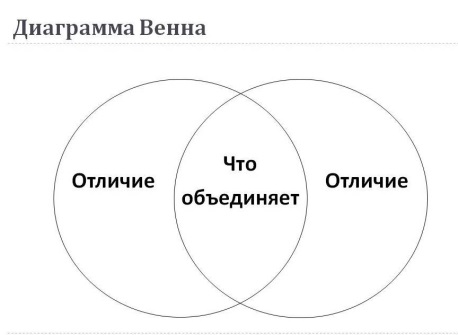 Диаграмма Венна
Отличие
Что
объединяет
Отличие